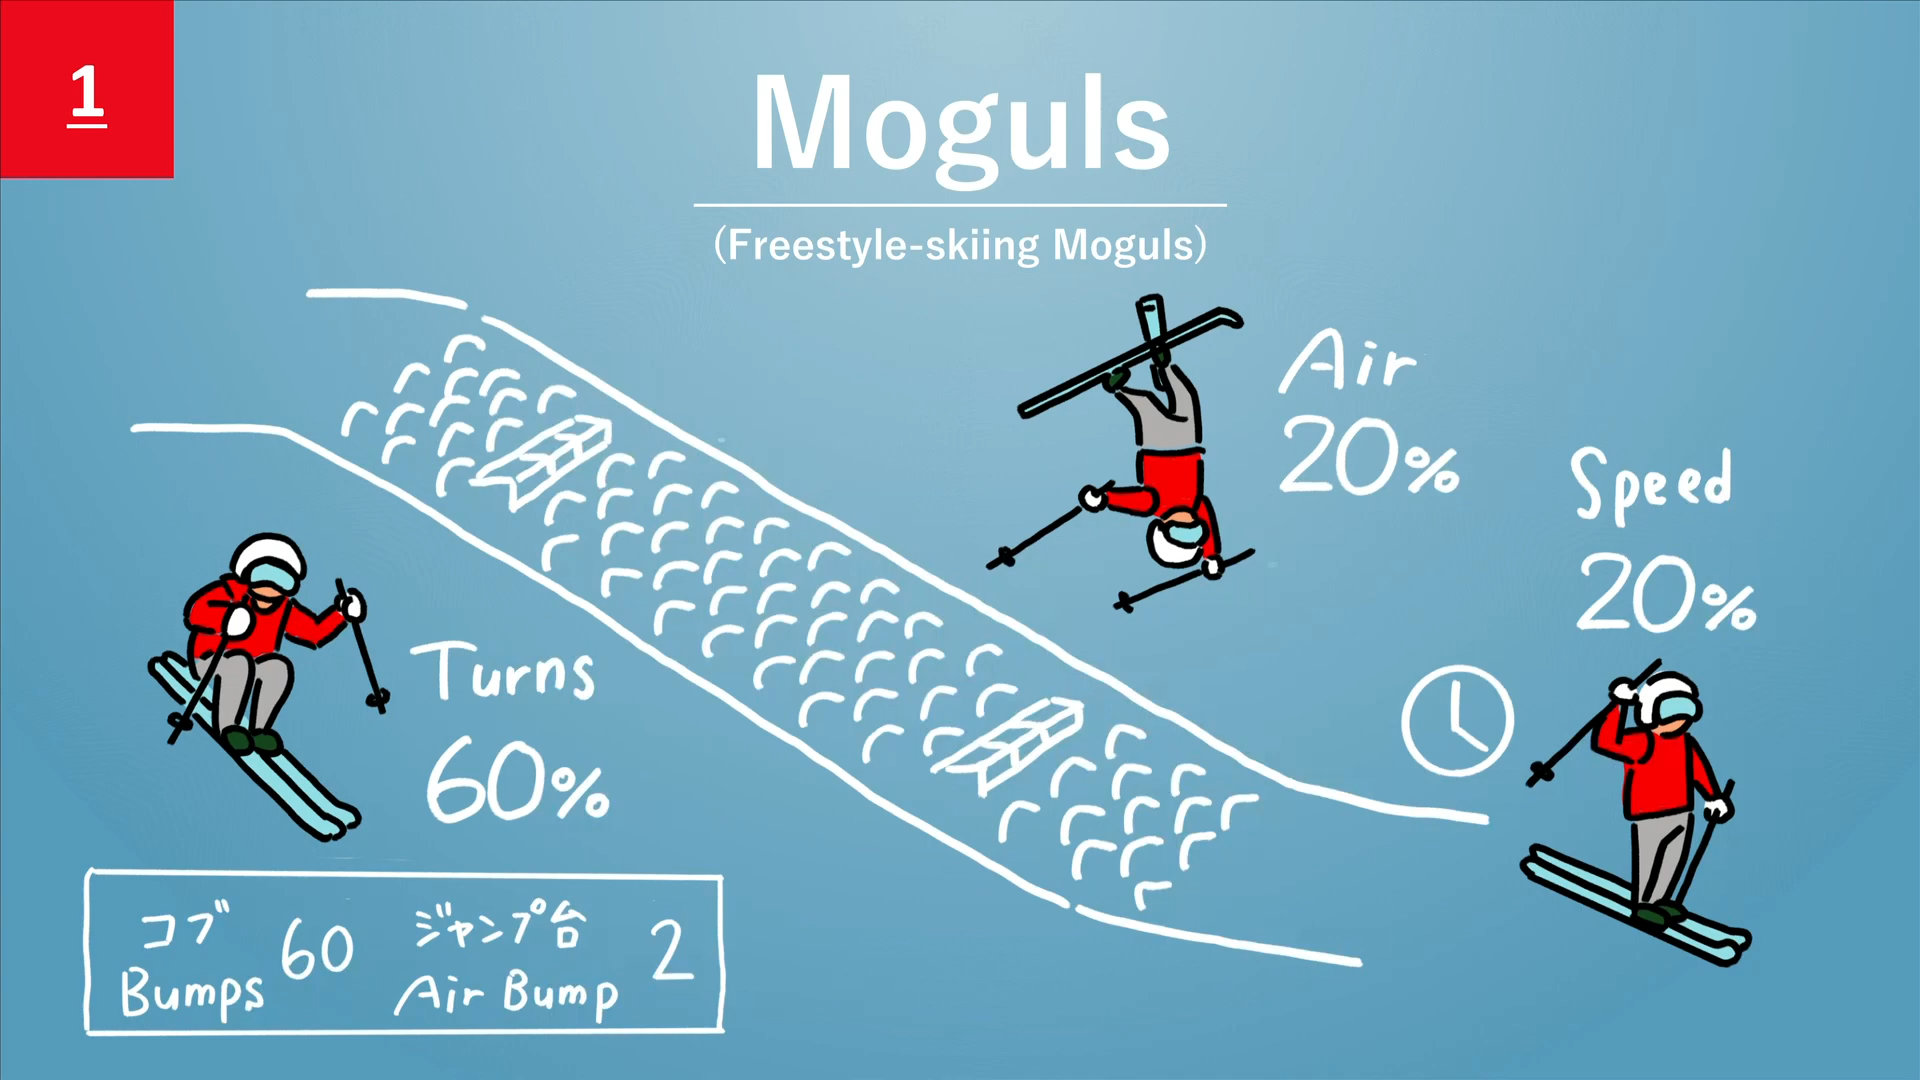 1
Moguls
(Freestyle-skiing Moguls)
Air
20%
Speed
20%
Turns
60%
コブ
Bumps
60
ジャンプ台
Air Bump
2